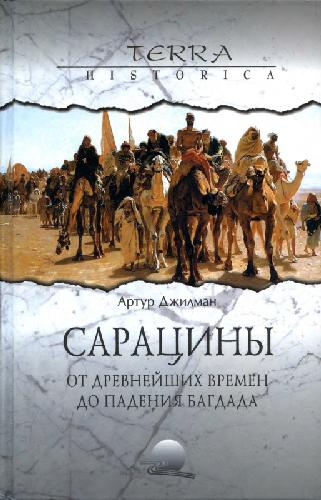 TERRA
HISTORICA
Артур Джилман
САРАЦИНЫ
ОТ ДРЕВНЕЙШИХ ВРЕМЕН
ДО ПАДЕНИЯ БАГДАДА